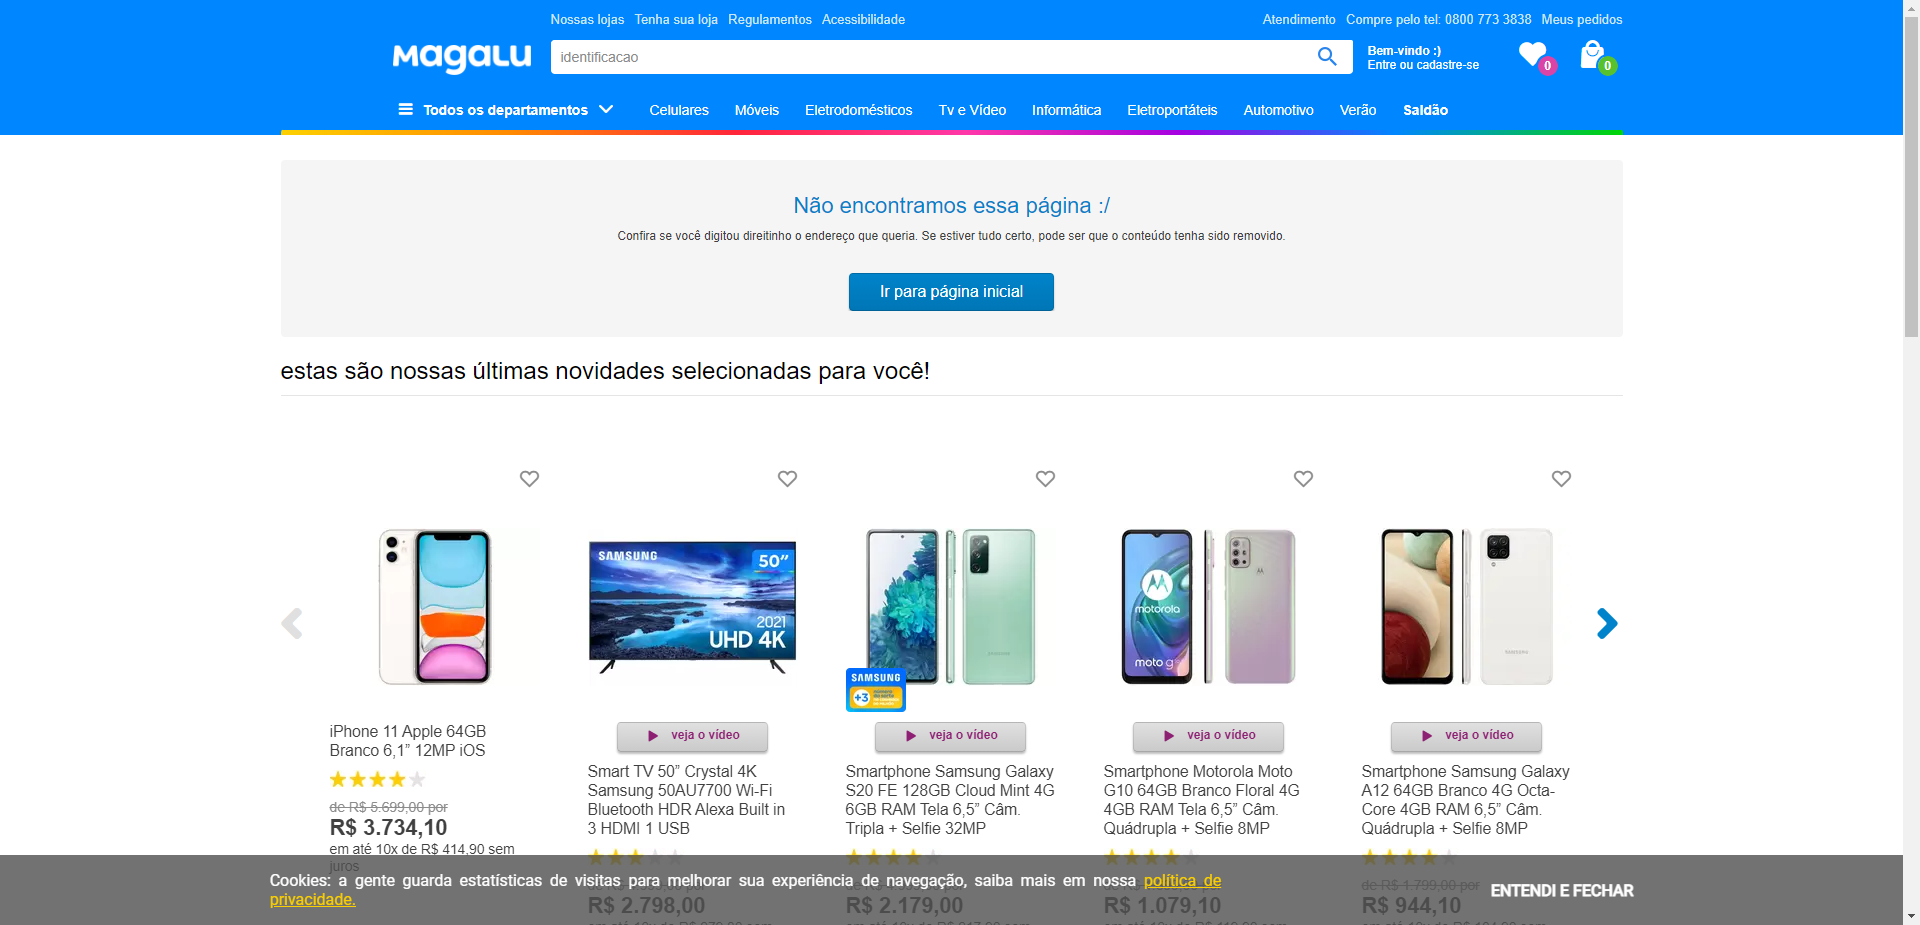 Nossas lojas Tenha sua loja Regulamentos Acessibilidade
Atendimento Compre pelo tel: 0800 773 3838 Meus pedidos
MAGALU
identificacao
Bem-vindo :)
Entre ou cadastre-se
0
0
Todos os departamentos
Celulares Móveis Eletrodomésticos Tv e Vídeo Informática Eletroportáteis Automotivo Verão Saldão
Não encontramos essa página :/
Confira se você digitou direitinho o endereço que queria. Se estiver tudo certo, pode ser que o conteúdo tenha sido removido.
Ir para página inicial
estas são nossas últimas novidades selecionadas para você!
iPhone 11 Apple 64GB
Branco 6,1” 12MP iOS
de R$ 5.699,00 por
R$ 3.734,10
em até 10x de R$ 414,90 sem
juros
SAMSUNG
50”
2021
UHD 4K
veja o vídeo
Smart TV 50” Crystal 4K
Samsung 50AU7700 Wi-Fi
Bluetooth HDR Alexa Built in
3 HDMI 1 USB
R$ 2.798,00
SAMSUNG
+3
veja o vídeo
Smartphone Samsung Galaxy
S20 FE 128GB Cloud Mint 4G
6GB RAM Tela 6,5” Câm.
Tripla + Selfie 32MP
R$ 2.179,00
motorola
moto g
veja o vídeo
Smartphone Motorola Moto
G10 64GB Branco Floral 4G
4GB RAM Tela 6,5” Câm.
Quádrupla + Selfie 8MP
R$ 1.079,10
veja o vídeo
Smartphone Samsung Galaxy
A12 64GB Branco 4G Octa-
Core 4GB RAM 6,5” Câm.
Quádrupla + Selfie 8MP
de R$ 1.799,00 por
R$ 944,10
Cookies: a gente guarda estatísticas de visitas para melhorar sua experiência de navegação, saiba mais em nossa política de
privacidade.
ENTENDI E FECHAR